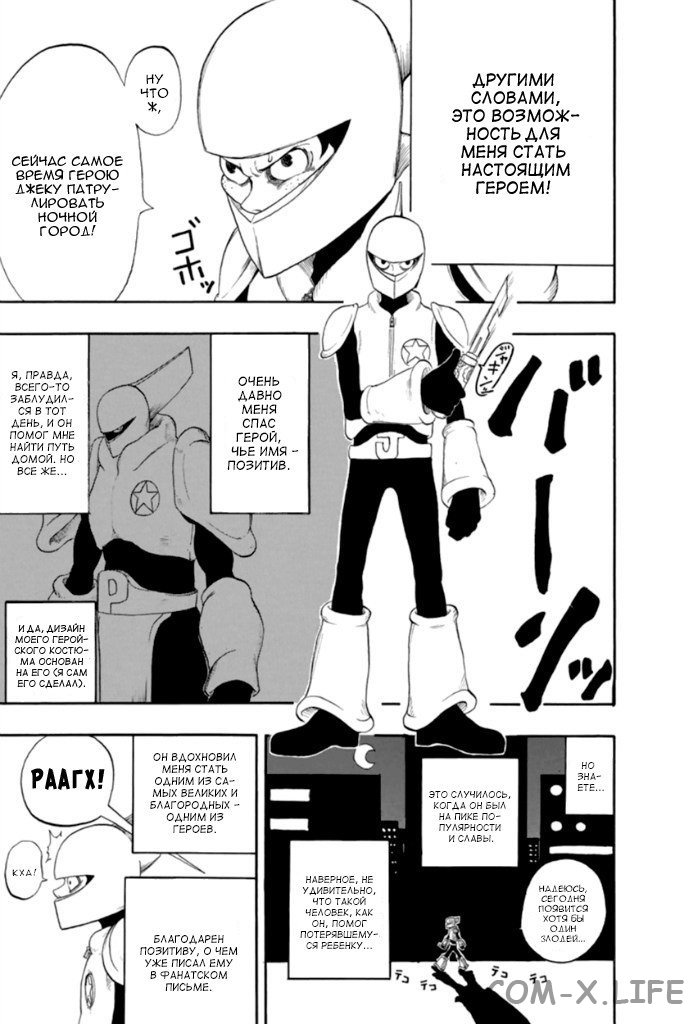 ДРУГИМИ
СЛОВАМИ,
ЭТО ВОЗМОЖ-
НОСТЬ ДЛЯ
МЕНЯ СТАТЬ
НАСТОЯЩИМ
ГЕРОЕМ!
НУ
ЧТО
Ж,
СЕЙЧАС САМОЕ
ВРЕМЯ ГЕРОЮ
ДЖЕКУ ПАТРУ-
ЛИРОВАТЬ
НОЧНОЙ
ГОРОД!
ゴホッ
ギャキン
バーン
J
ОЧЕНЬ
ДАВНО
МЕНЯ
СПАС
ГЕРОЙ,
ЧЬЕ ИМЯ -
ПОЗИТИВ.
Я, ПРАВДА,
ВСЕГО-ТО
ЗАБЛУДИЛ-
СЯ В ТОТ
ДЕНЬ, И ОН
ПОМОГ МНЕ
НАЙТИ ПУТЬ
ДОМОЙ. НО
ВСЕ ЖЕ...
P
И ДА, ДИЗАЙН
МОЕГО ГЕРОЙ-
СКОГО КОСТЮ-
МА ОСНОВАН
НА ЕГО (Я САМ
ЕГО СДЕЛАЛ).
НО
ЗНА-
ЕТЕ...
ЭТО СЛУЧИЛОСЬ,
КОГДА ОН БЫЛ
НА ПИКЕ ПО-
ПУЛЯРНОСТИ
И СЛАВЫ.
НАВЕРНОЕ, НЕ
УДИВИТЕЛЬНО,
ЧТО ТАКОЙ
ЧЕЛОВЕК, КАК
ОН, ПОМОГ
ПОТЕРЯВШЕМУ-
СЯ РЕБЕНКУ...
НАДЕЮСЬ,
СЕГОДНЯ
ПОЯВИТСЯ
ХОТЯ БЫ
ОДИН
ЗЛОДЕЙ...
テコ
テコ
ОН ВДОХНОВИЛ
МЕНЯ СТАТЬ
ОДНИМ ИЗ СА-
МЫХ ВЕЛИКИХ И
БЛАГОРОДНЫХ -
ОДНИМ ИЗ
ГЕРОЕВ.
РААГХ!
КХА!
БЛАГОДАРЕН
ПОЗИТИВУ, О ЧЕМ
УЖЕ ПИСАЛ ЕМУ
В ФАНАТСКОМ
ПИСЬМЕ.
COM-X.LIFE